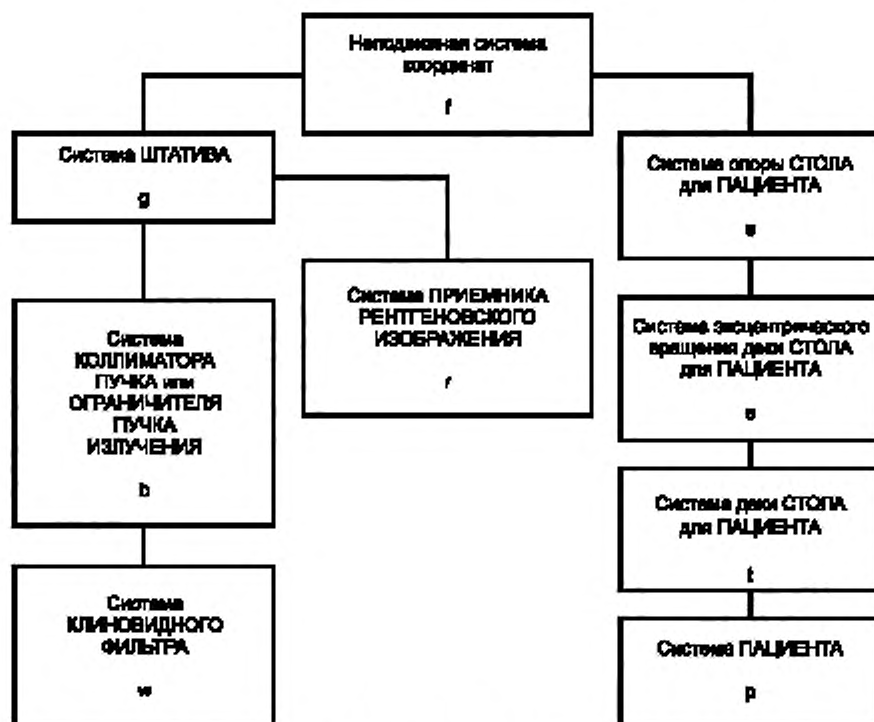 Неподвижная система
координат
f
Система ШТАТИВА
g
Система ПРИЕМНИКА
РЕНТГЕНОВСКОГО
ИЗОБРАЖЕНИЯ
r
Система
КОЛЛИМАТОРА
ПУЧКА или
ОГРАНИЧИТЕЛЯ
ПУЧКА
ИЗЛУЧЕНИЯ
b
Система
КЛИНОВИДНОГО
ФИЛЬТРА
w
Система опоры СТОЛА
для ПАЦИЕНТА
s
Система эксцентрического
вращения деки СТОЛА
для ПАЦИЕНТА
e
Система деки СТОЛА
для ПАЦИЕНТА
t
Система ПАЦИЕНТА
p